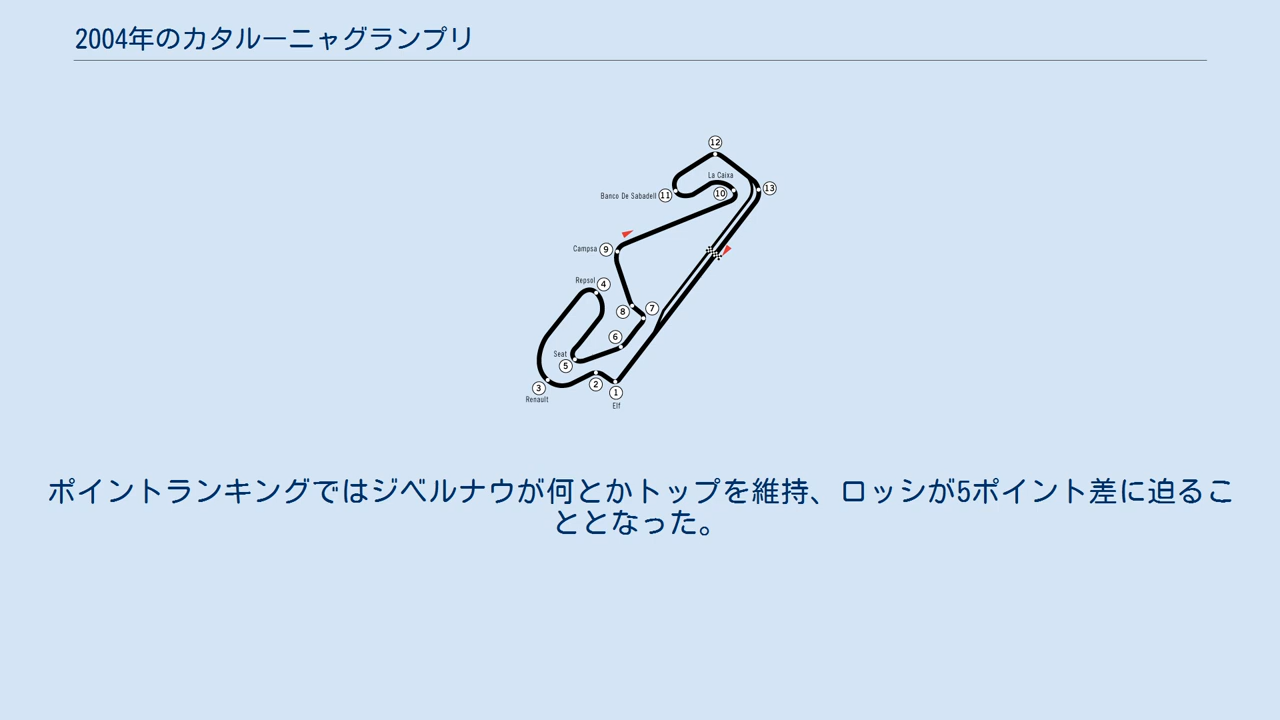 2004年のカタルーニャグランプリ
12
La Caixa
13
Banco De Sabadell 11
10
Campsa 9
Repsol 4
7
8
6
Seat
5
3
2
1
Renault
Elf
ポイントランキングではジベルナウが何とかトップを維持、ロッシが5ポイント差に迫るこ
ととなった。